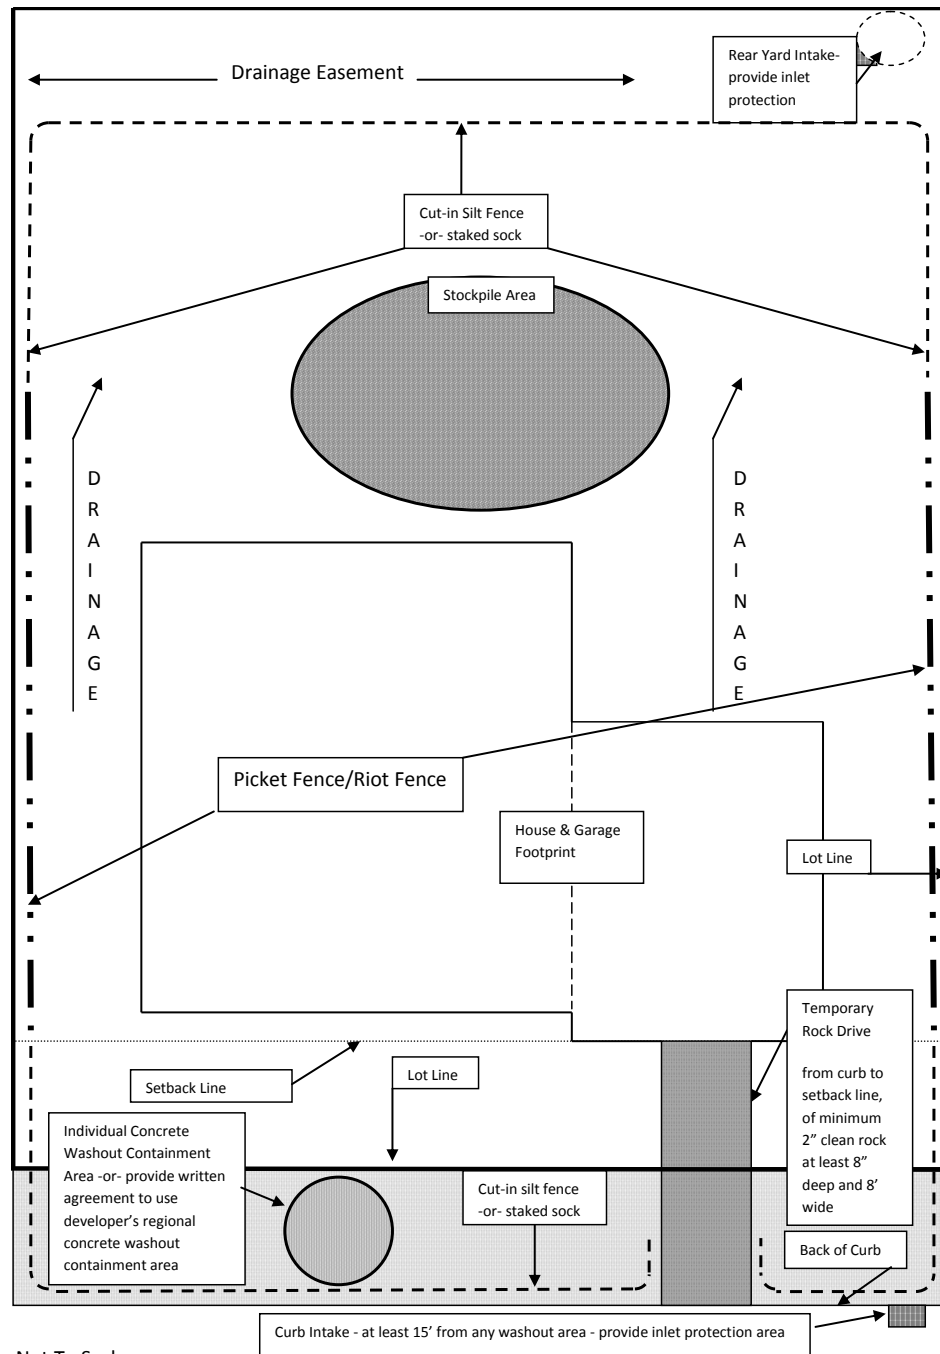 Drainage Easement
Rear Yard Intake-
provide inlet
protection
Cut-in Silt Fence
-or- staked sock
Stockpile Area
DRAINAGE
DRAINAGE
Picket Fence/Riot Fence
House & Garage
Footprint
Lot Line
Temporary
Rock Drive
from curb to
setback line,
of minimum
2” clean rock
at least 8”
deep and 8’
wide
Setback Line
Lot Line
Individual Concrete
Washout Containment
Area -or- provide written
agreement to use
developer’s regional
concrete washout
containment area
Cut-in silt fence
-or- staked sock
Back of Curb
Curb Intake - at least 15’ from any washout area - provide inlet protection area
Not To